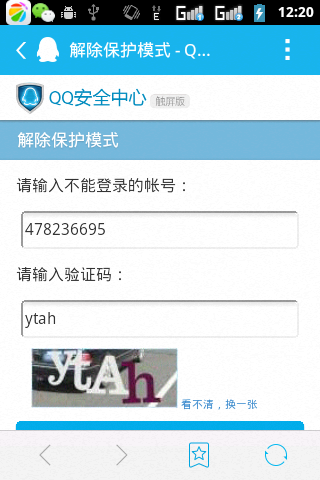 12:20
解除保护模式 - Q...
QQ安全中心 触屏版
解除保护模式
请输入不能登录的帐号：
478236695
请输入验证码：
ytah
ytAh
看不清，换一张